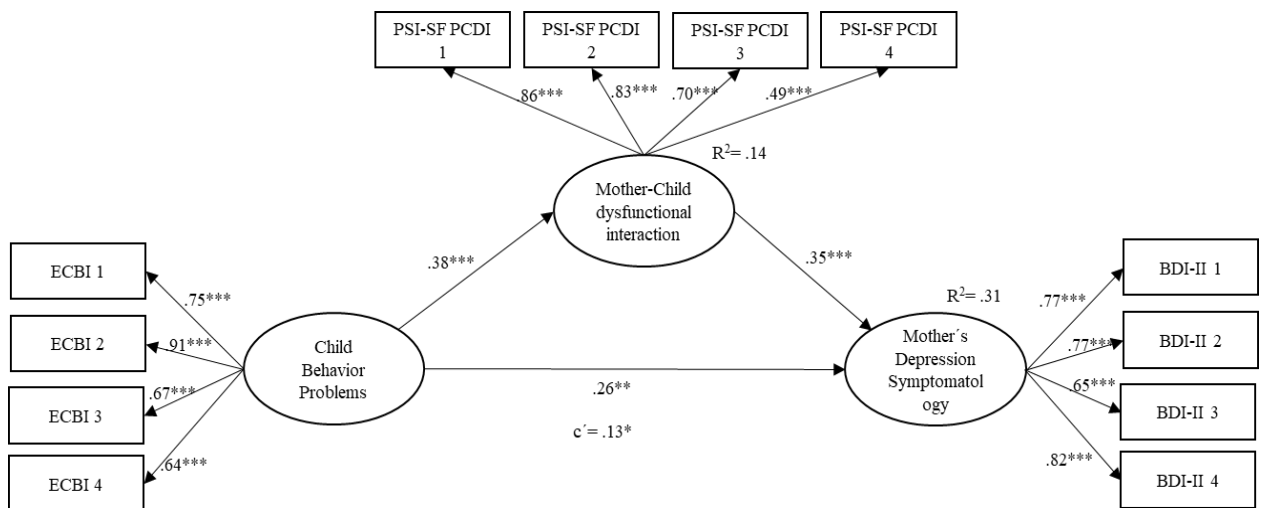 PSI-SF PCDI
1
PSI-SF PCDI
2
PSI-SF PCDI
3
PSI-SF PCDI
4
.86***
.83***
.70***
.49***
R²= .14
Mother-Child
dysfunctional
interaction
ECBI 1
ECBI 2
ECBI 3
ECBI 4
.75***
.91***
.67***
.64***
.38***
.35***
Child
Behavior
Problems
.26**
c´= .13*
R²= .31
Mother´s
Depression
Symptomatol
ogy
.77***
.77***
.65***
.82***
BDI-II 1
BDI-II 2
BDI-II 3
BDI-II 4